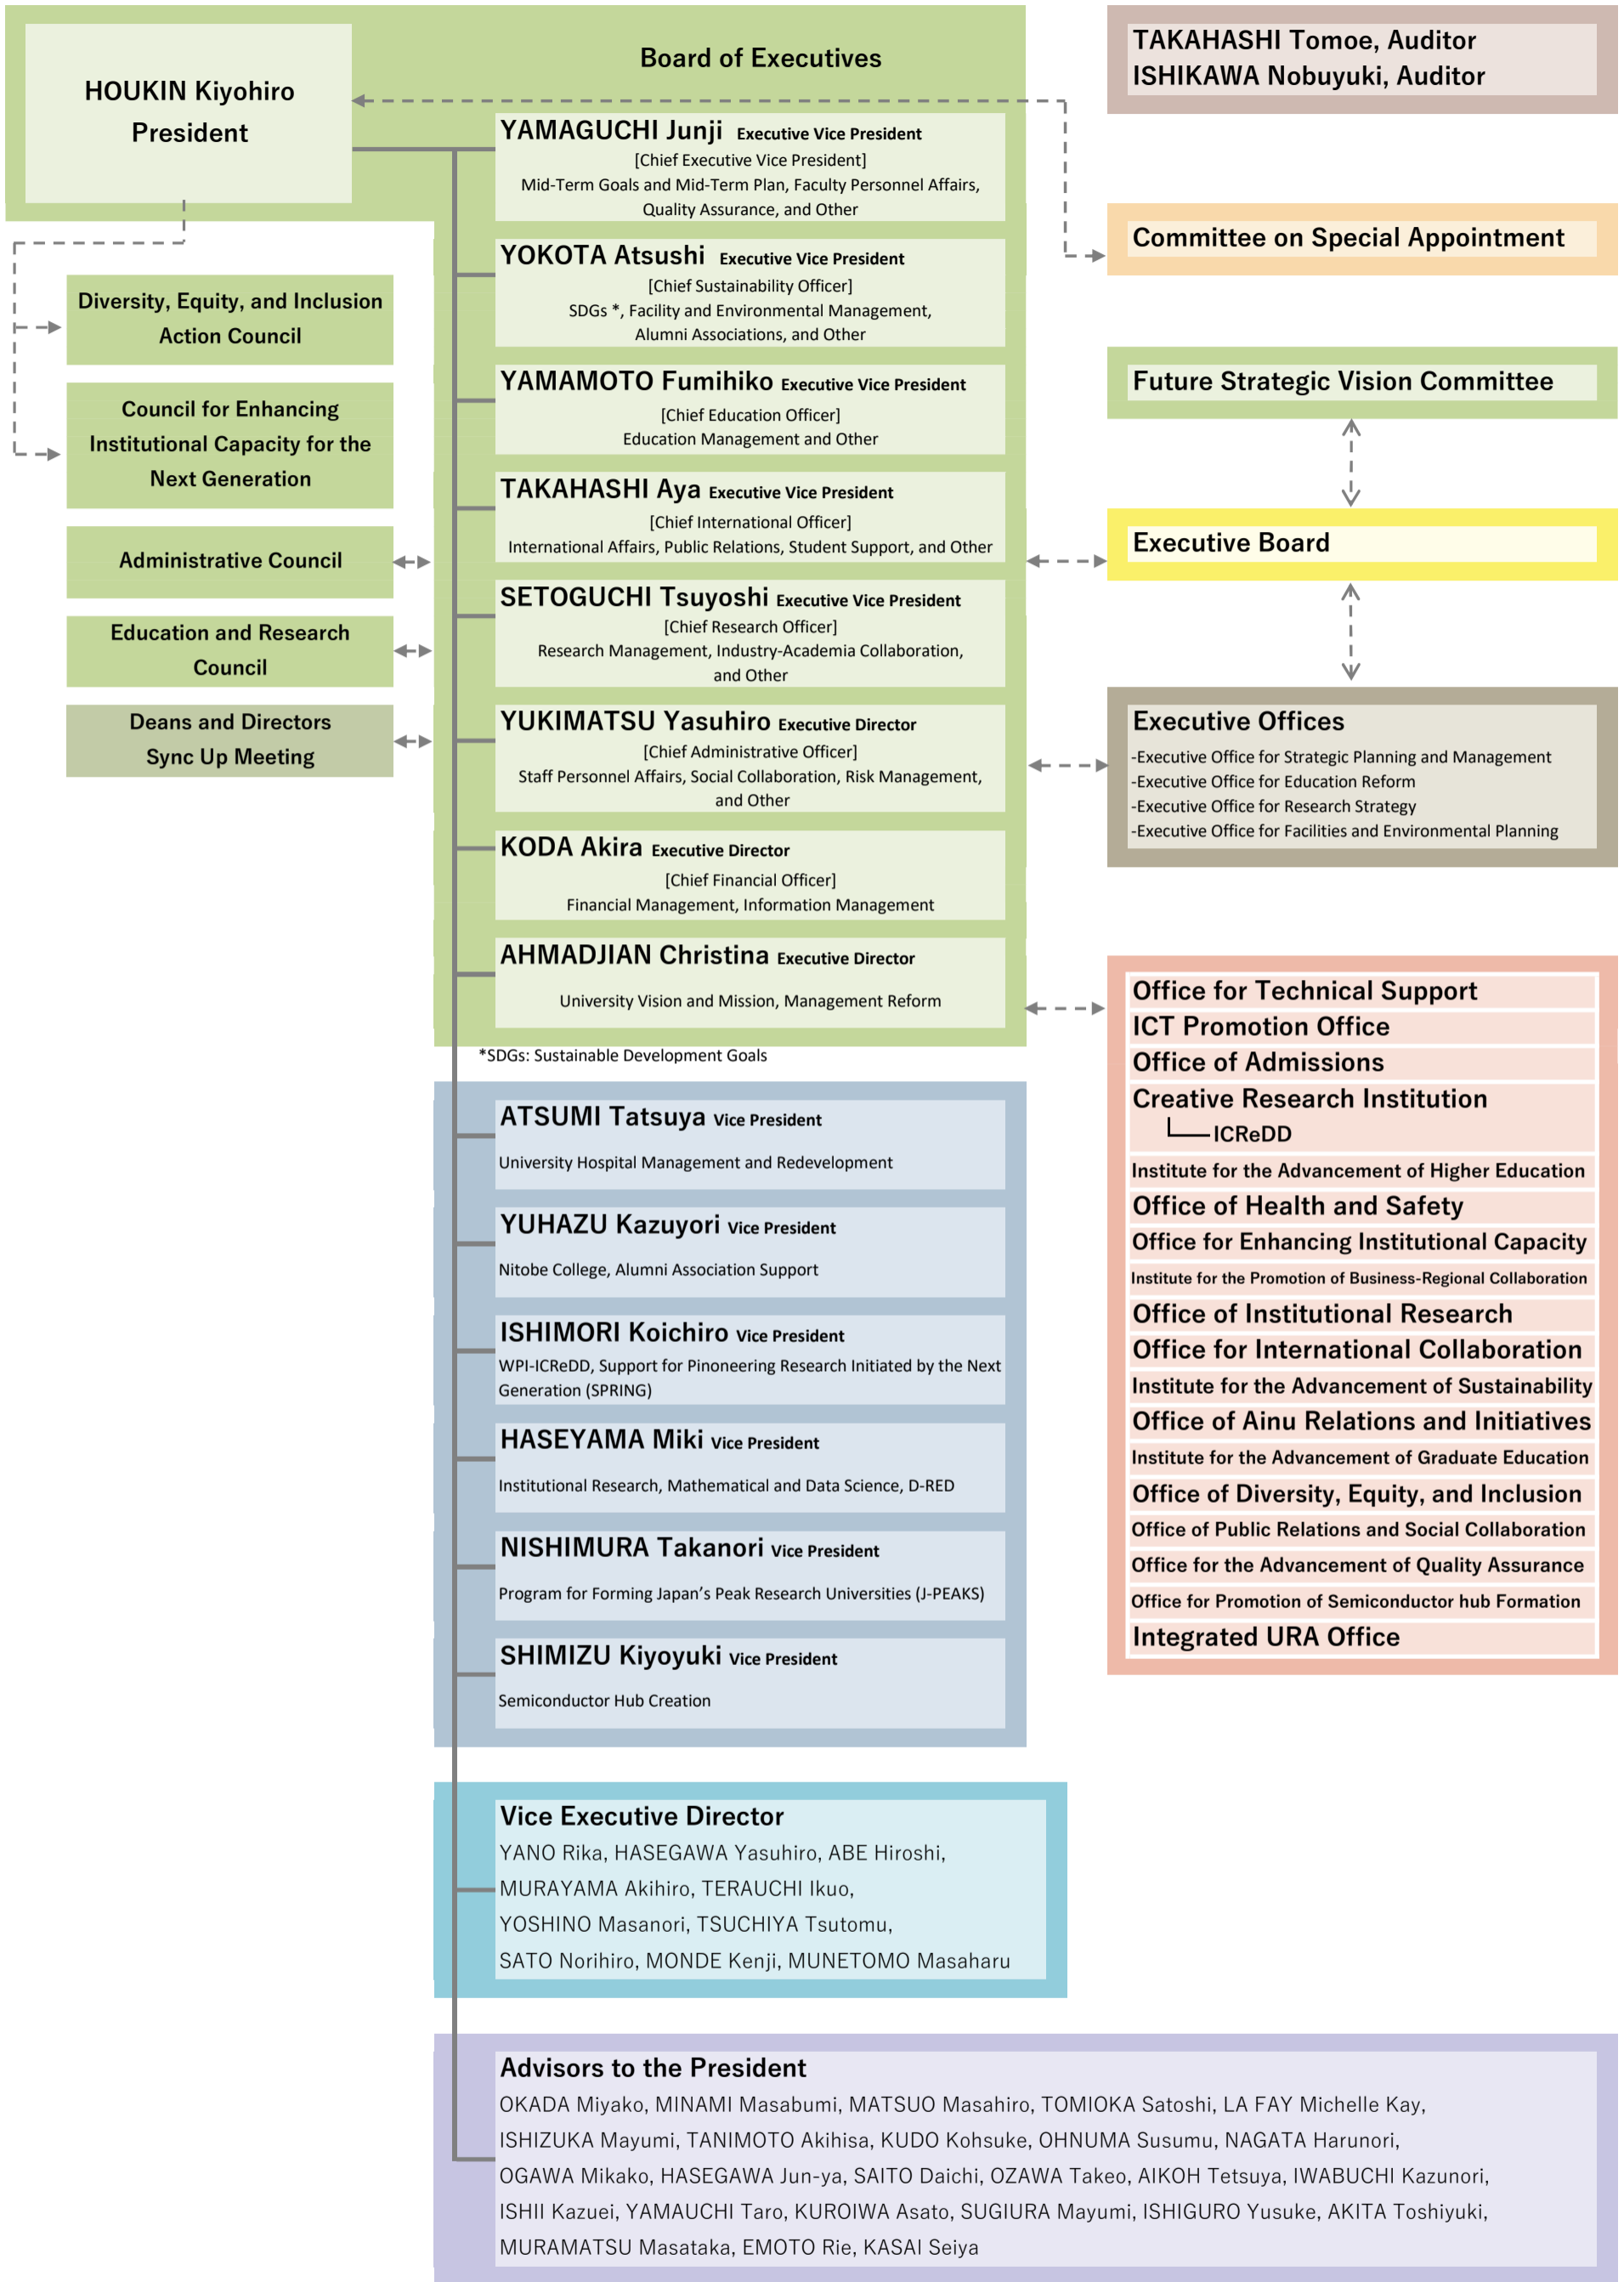 HOUKIN Kiyohiro
President
Board of Executives
YAMAGUCHI Junji Executive Vice President
[Chief Executive Vice President]
Mid-Term Goals and Mid-Term Plan, Faculty Personnel Affairs,
Quality Assurance, and Other
YOKOTA Atsushi Executive Vice President
[Chief Sustainability Officer]
SDGs *, Facility and Environmental Management,
Alumni Associations, and Other
YAMAMOTO Fumihiko Executive Vice President
[Chief Education Officer]
Education Management and Other
TAKAHASHI Aya Executive Vice President
[Chief International Officer]
International Affairs, Public Relations, Student Support, and Other
SETOGUCHI Tsuyoshi Executive Vice President
[Chief Research Officer]
Research Management, Industry-Academia Collaboration,
and Other
YUKIMATSU Yasuhiro Executive Director
[Chief Administrative Officer]
Staff Personnel Affairs, Social Collaboration, Risk Management,
and Other
KODA Akira Executive Director
[Chief Financial Officer]
Financial Management, Information Management
AHMADJIAN Christina Executive Director
University Vision and Mission, Management Reform
*SDGs: Sustainable Development Goals
Diversity, Equity, and Inclusion
Action Council
Council for Enhancing
Institutional Capacity for the
Next Generation
Administrative Council
Education and Research
Council
Deans and Directors
Sync Up Meeting
TAKAHASHI Tomoe, Auditor
ISHIKAWA Nobuyuki, Auditor
Committee on Special Appointment
Future Strategic Vision Committee
Executive Board
Executive Offices
-Executive Office for Strategic Planning and Management
-Executive Office for Education Reform
-Executive Office for Research Strategy
-Executive Office for Facilities and Environmental Planning
Office for Technical Support
ICT Promotion Office
Office of Admissions
Creative Research Institution
ICReDD
Institute for the Advancement of Higher Education
Office of Health and Safety
Office for Enhancing Institutional Capacity
Institute for the Promotion of Business-Regional Collaboration
Office of Institutional Research
Office for International Collaboration
Institute for the Advancement of Sustainability
Office of Ainu Relations and Initiatives
Institute for the Advancement of Graduate Education
Office of Diversity, Equity, and Inclusion
Office of Public Relations and Social Collaboration
Office for the Advancement of Quality Assurance
Office for Promotion of Semiconductor hub Formation
Integrated URA Office
ATSUMI Tatsuya Vice President
University Hospital Management and Redevelopment
YUHAZU Kazuyori Vice President
Nitobe College, Alumni Association Support
ISHIMORI Koichiro Vice President
WPI-ICReDD, Support for Pinoneering Research Initiated by the Next
Generation (SPRING)
HASEYAMA Miki Vice President
Institutional Research, Mathematical and Data Science, D-RED
NISHIMURA Takanori Vice President
Program for Forming Japan’s Peak Research Universities (J-PEAKS)
SHIMIZU Kiyoyuki Vice President
Semiconductor Hub Creation
Vice Executive Director
YANO Rika, HASEGAWA Yasuhiro, ABE Hiroshi,
MURAYAMA Akihiro, TERAUCHI Ikuo,
YOSHINO Masanori, TSUCHIYA Tsutomu,
SATO Norihiro, MONDE Kenji, MUNETOMO Masaharu
Advisors to the President
OKADA Miyako, MINAMI Masabumi, MATSUO Masahiro, TOMIOKA Satoshi, LA FAY Michelle Kay,
ISHIZUKA Mayumi, TANIMOTO Akihisa, KUDO Kohsuke, OHNUMA Susumu, NAGATA Harunori,
OGAWA Mikako, HASEGAWA Jun-ya, SAITO Daichi, OZAWA Takeo, AIKOH Tetsuya, IWABUCHI Kazunori,
ISHII Kazuei, YAMAUCHI Taro, KUROIWA Asato, SUGIURA Mayumi, ISHIGURO Yusuke, AKITA Toshiyuki,
MURAMATSU Masataka, EMOTO Rie, KASAI Seiya